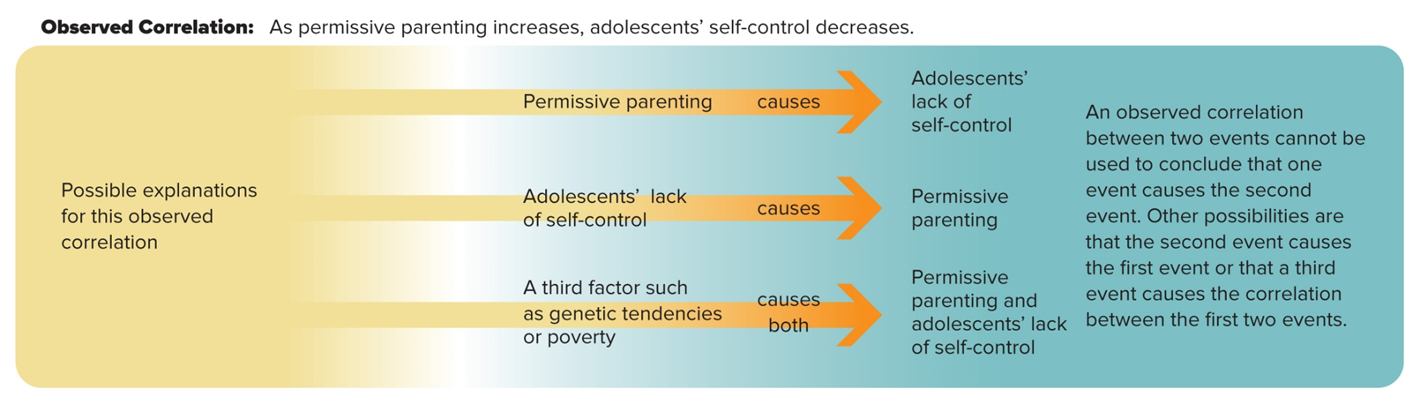 Observed Correlation: As permissive parenting increases, adolescents’ self-control decreases.
Possible explanations
for this observed
correlation
Permissive parenting
causes
Adolescents’
lack of
self-control
Adolescents’ lack
of self-control
causes
Permissive
parenting
A third factor such
as genetic tendencies
or poverty
causes
both
Permissive
parenting and
adolescents’ lack
of self-control
An observed correlation
between two events cannot be
used to conclude that one
event causes the second
event. Other possibilities are
that the second event causes
the first event or that a third
event causes the correlation
between the first two events.